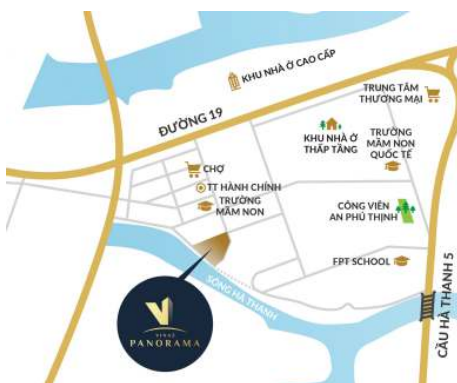 KHU NHÀ Ở CAO CẤP
TRUNG TÂM
THƯƠNG MẠI
ĐƯỜNG 19
KHU NHÀ Ở
THẤP TẦNG
TRƯỜNG
MẦM NON
QUỐC TẾ
CHỢ
TT HÀNH CHÍNH
TRƯỜNG
MẦM NON
CÔNG VIÊN
AN PHÚ THỊNH
FPT SCHOOL
SÔNG HÀ THANH
CẦU HÀ THANH 5
PANORAMA